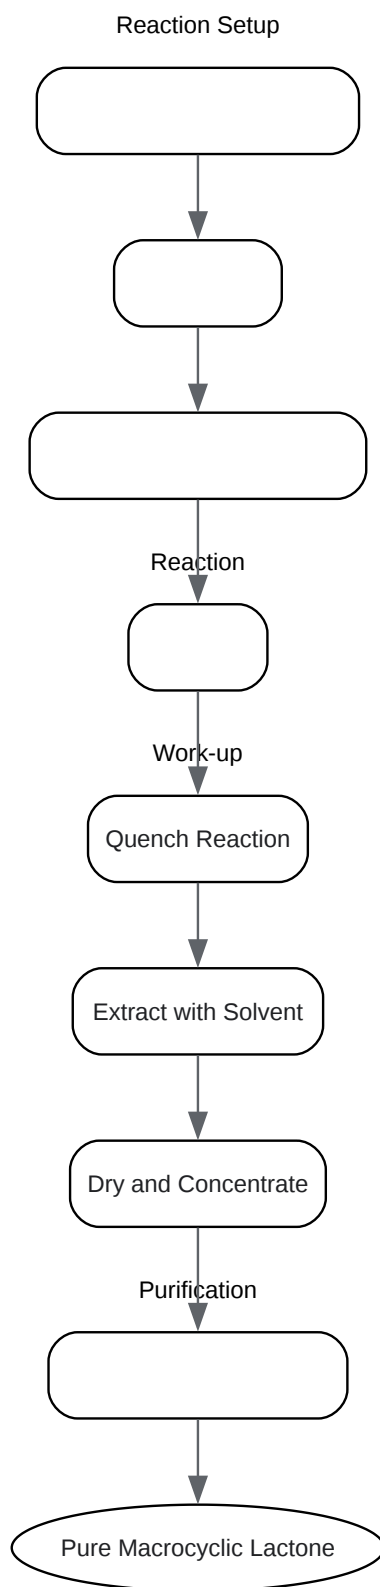 Reaction Setup
Reaction
Work-up
Quench Reaction
Extract with Solvent
Dry and Concentrate
Purification
Pure Macrocyclic Lactone